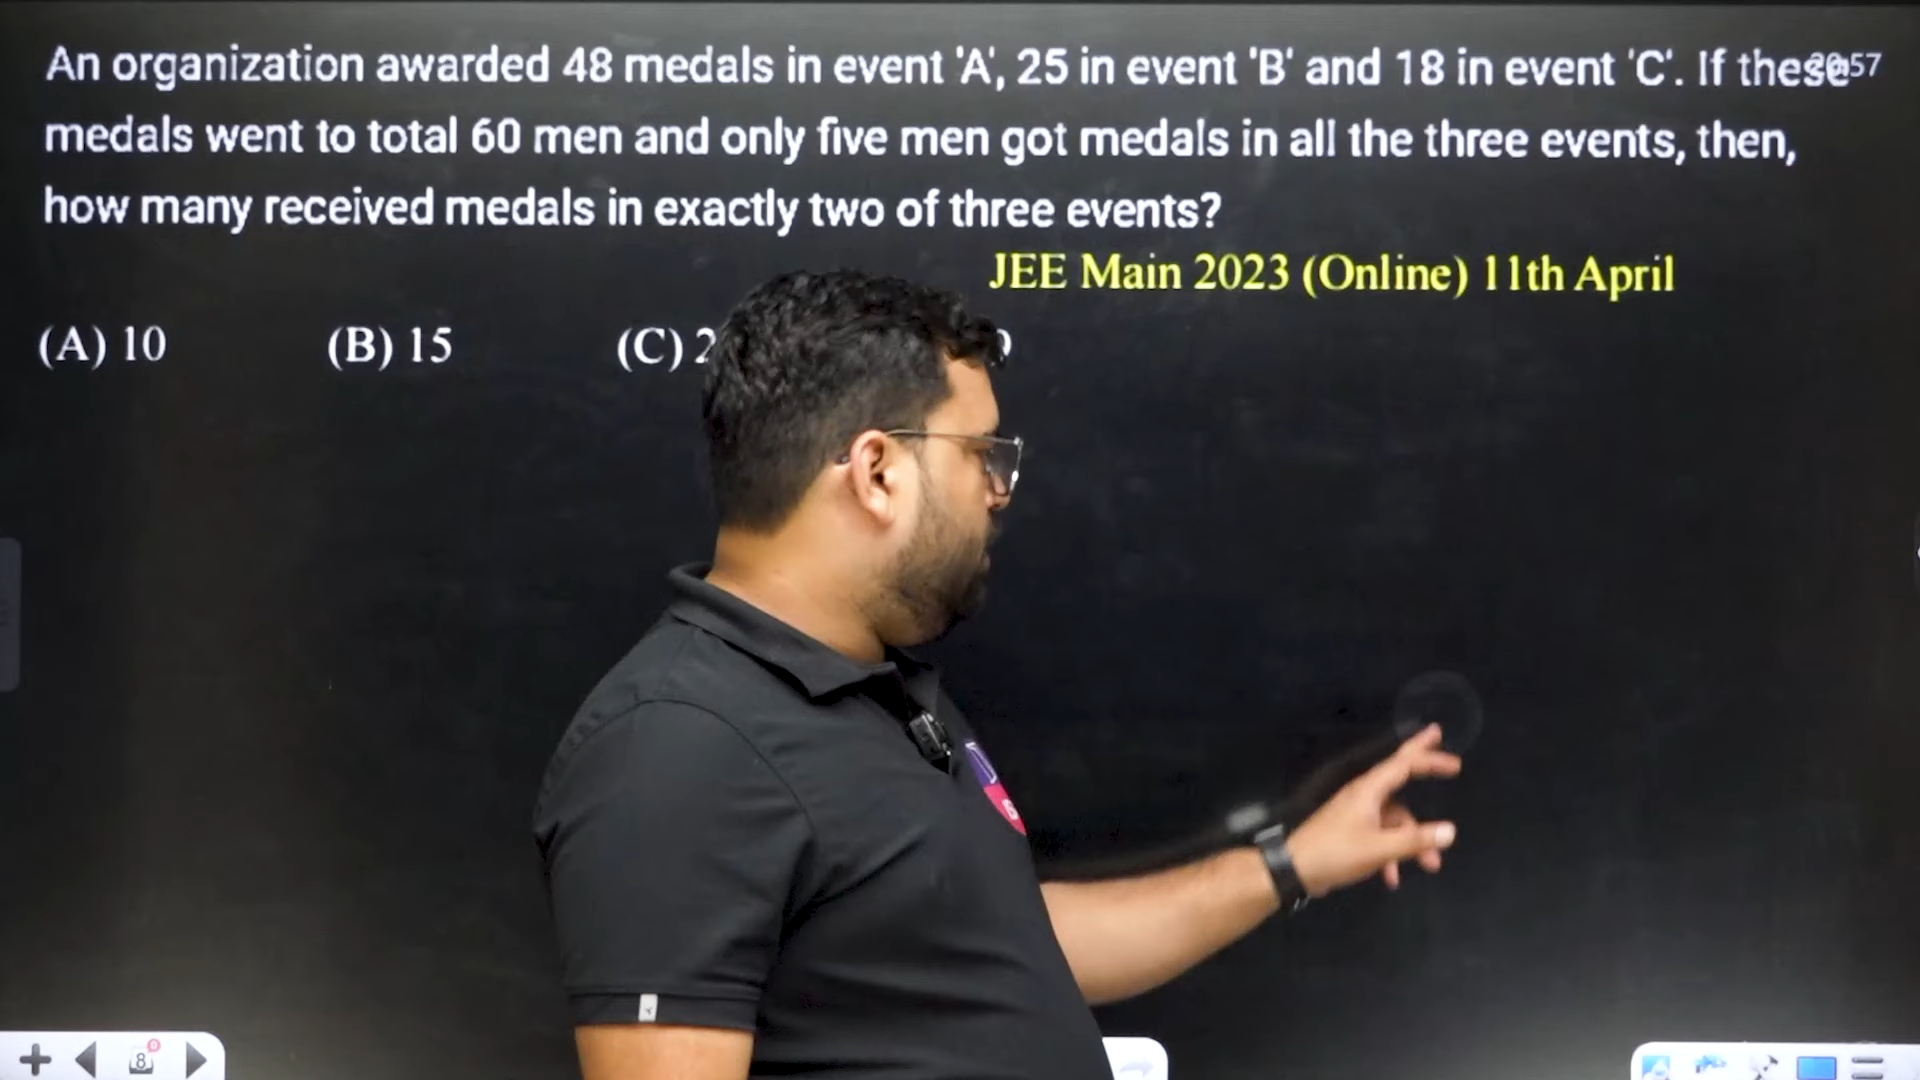 An organization awarded 48 medals in event 'A', 25 in event 'B' and 18 in event 'C'. If these
medals went to total 60 men and only five men got medals in all the three events, then,
how many received medals in exactly two of three events?
JEE Main 2023 (Online) 11th April
(A) 10 (B) 15 (C) 2
8